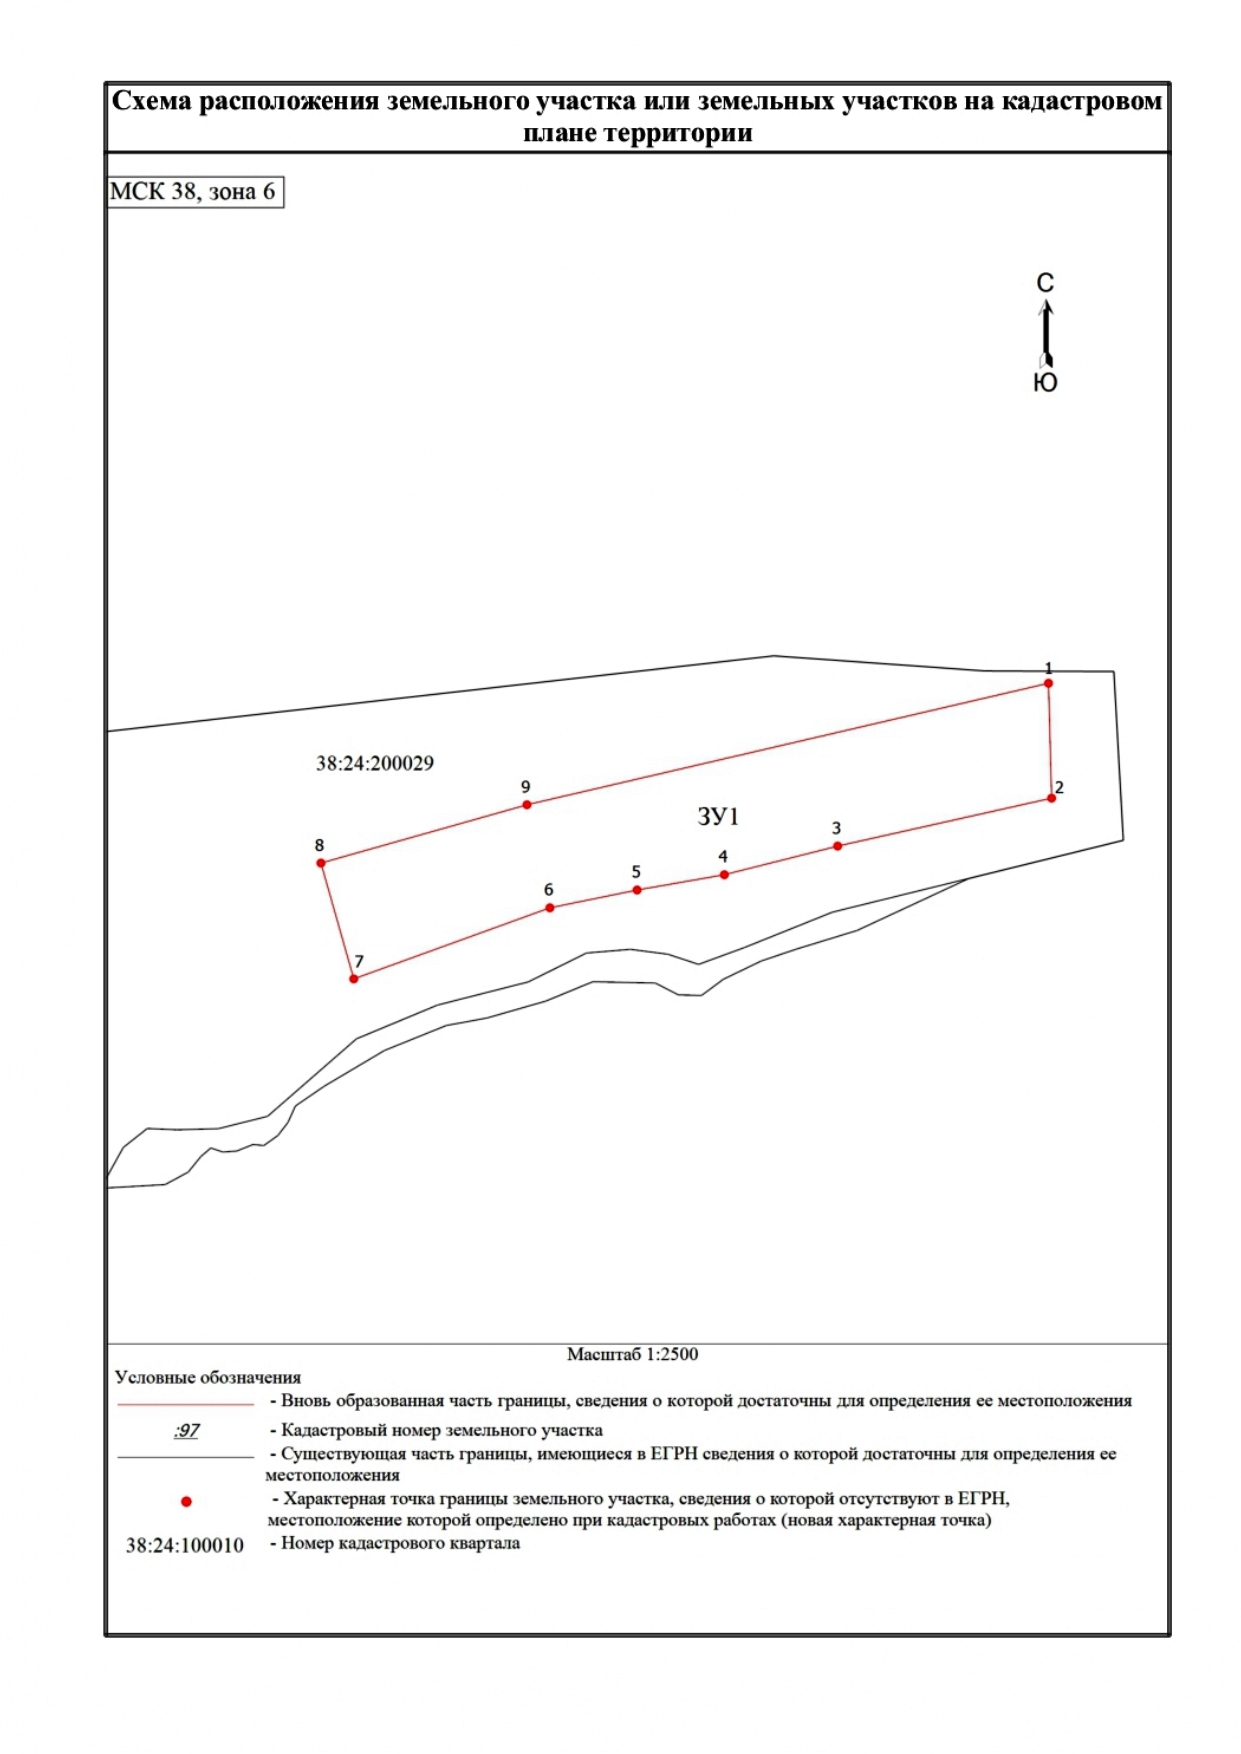 Схема расположения земельного участка или земельных участков на кадастровом
плане территории
МСК 38, зона 6
С
Ю
1
38:24:200029
9
2
ЗУ1
3
8
4
5
6
7
Масштаб 1:2500
Условные обозначения
- Вновь образованная часть границы, сведения о которой достаточны для определения ее местоположения
:97 - Кадастровый номер земельного участка
- Существующая часть границы, имеющиеся в ЕГРН сведения о которой достаточны для определения ее
местоположения
- Характерная точка границы земельного участка, сведения о которой отсутствуют в ЕГРН,
местоположение которой определено при кадастровых работах (новая характерная точка)
38:24:100010 - Номер кадастрового квартала